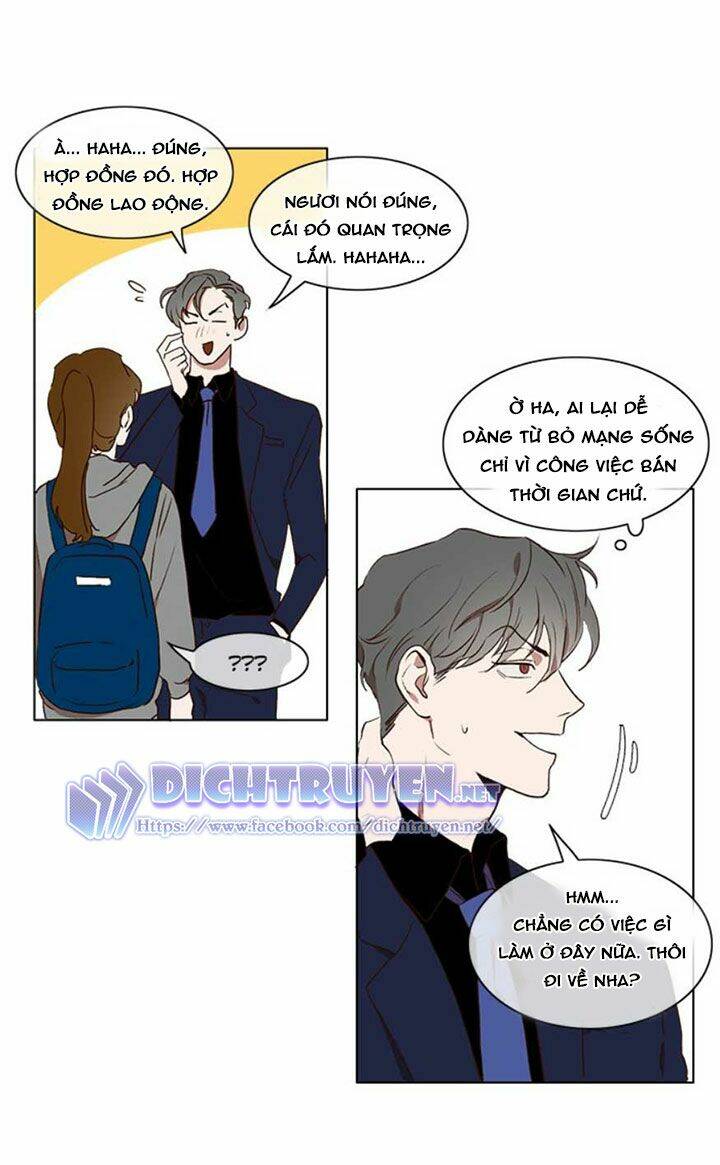 À... HAHA... ĐÚNG,
HỢP ĐỒNG ĐÓ. HỢP
ĐỒNG LAO ĐỘNG.
NGƯƠI NÓI ĐÚNG,
CÁI ĐÓ QUAN TRỌNG
LẮM. HAHAHA...
???
Ờ HA, AI LẠI DỄ
DÀNG TỪ BỎ MẠNG SỐNG
CHỈ VÌ CÔNG VIỆC BÁN
THỜI GIAN CHỨ.
DICHTRUYEN.NET
Https://www.facebook.com/dichtruyen.net/
HMM...
CHẲNG CÓ VIỆC GÌ
LÀM Ở ĐÂY NỮA. THÔI
ĐI VỀ NHA?